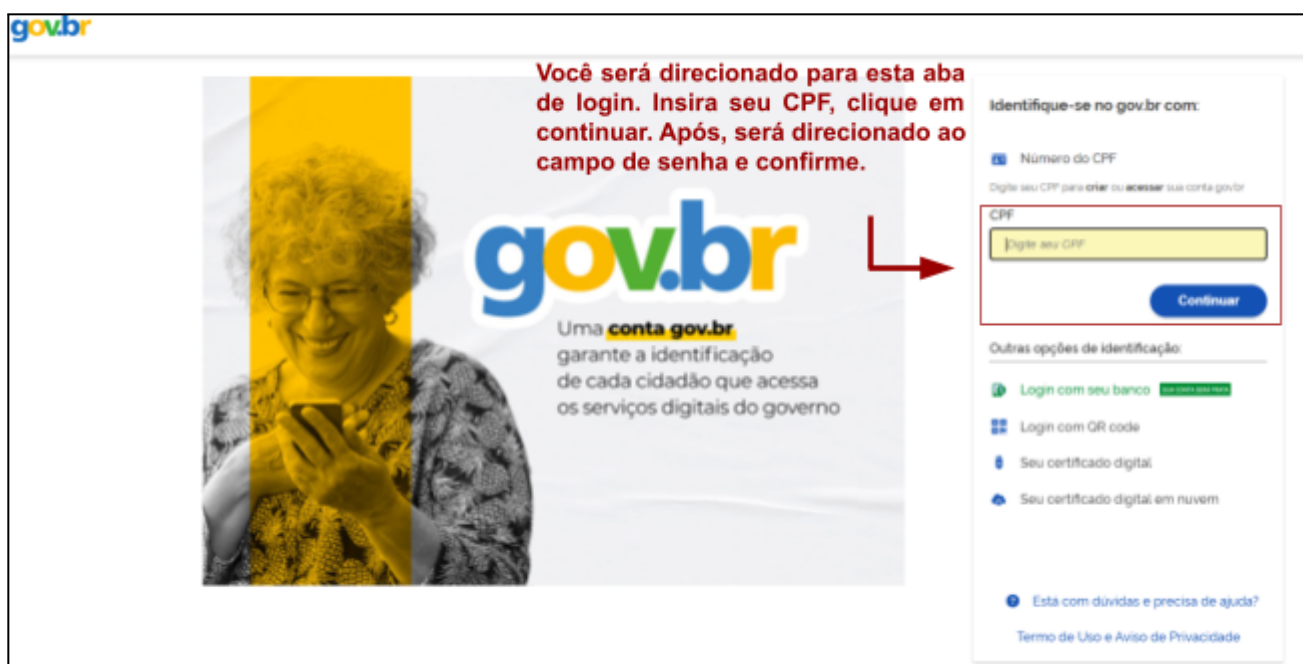 gov.br
Você será direcionado para esta aba
de login. Insira seu CPF, clique em
continuar. Após, será direcionado ao
campo de senha e confirme.
gov.br
Uma conta gov.br
garante a identificação
de cada cidadão que acessa
os serviços digitais do governo
Identifique-se no gov.br com:
Número do CPF
Digite seu CPF para criar ou acessar sua conta gov.br
CPF
Digite seu CPF
Continuar
Outras opções de identificação:
Login com seu banco
Login com QR code
Seu certificado digital
Seu certificado digital em nuvem
Está com dúvidas e precisa de ajuda?
Termo de Uso e Aviso de Privacidade